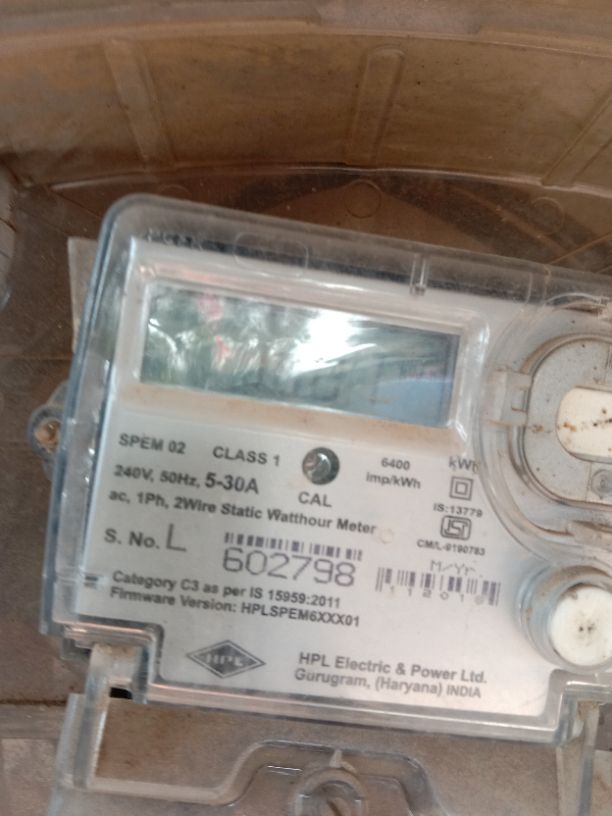 SPEM 02 CLASS 1 6400 imp/kWh kWh
240V, 50Hz, 5-30A CAL
ac, 1Ph, 2Wire Static Watthour Meter
IS:13779
CM/L-9190783
S. No. L 602798
M/Yr.
Category C3 as per IS 15959:2011
Firmware Version: HPLSPEM6XXX01
HPL
HPL Electric & Power Ltd.
Gurugram, (Haryana) INDIA